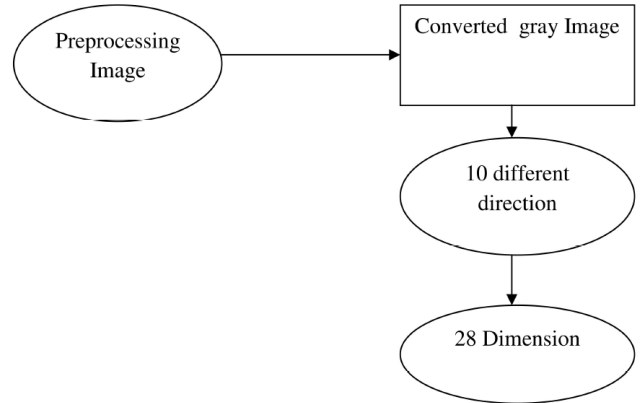 Preprocessing
Image
Converted gray Image
10 different
direction
28 Dimension